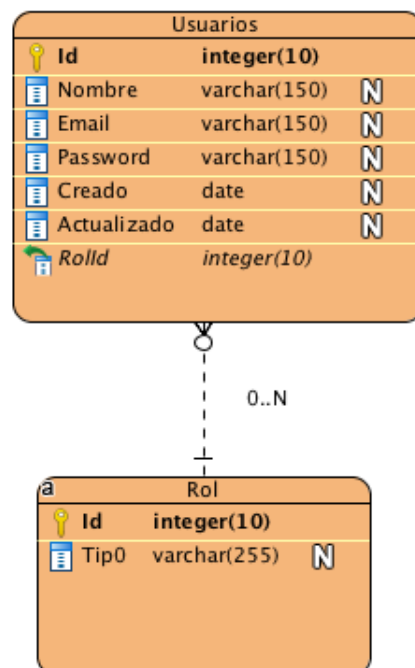 Usuarios
Id integer(10)
Nombre varchar(150) N
Email varchar(150) N
Password varchar(150) N
Creado date N
Actualizado date N
RolId integer(10)
0..N
a Rol
Id integer(10)
Tip0 varchar(255) N